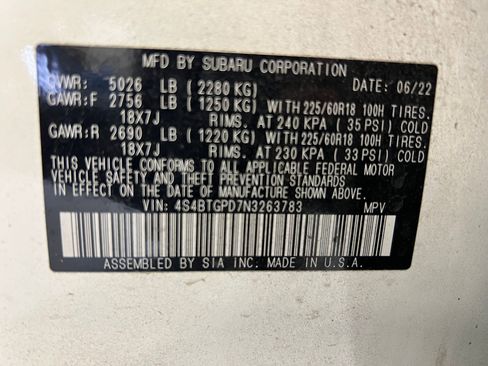 MFD BY SUBARU CORPORATION
GVWR: 5026 LB (2280 KG) DATE: 06/22
GAWR:F 2756 LB (1250 KG) WITH 225/60R18 100H TIRES.
18X7J RIMS. AT 240 KPA (35 PSI) COLD
GAWR:R 2690 LB (1220 KG) WITH 225/60R18 100H TIRES.
18X7J RIMS. AT 230 KPA (33 PSI) COLD
THIS VEHICLE CONFORMS TO ALL APPLICABLE FEDERAL MOTOR
VEHICLE SAFETY AND THEFT PREVENTION STANDARDS
IN EFFECT ON THE DATE OF MANUFACTURE SHOWN ABOVE.
VIN: 4S4BTGPD7N3263783 MPV
ASSEMBLED BY SIA INC. MADE IN U.S.A.